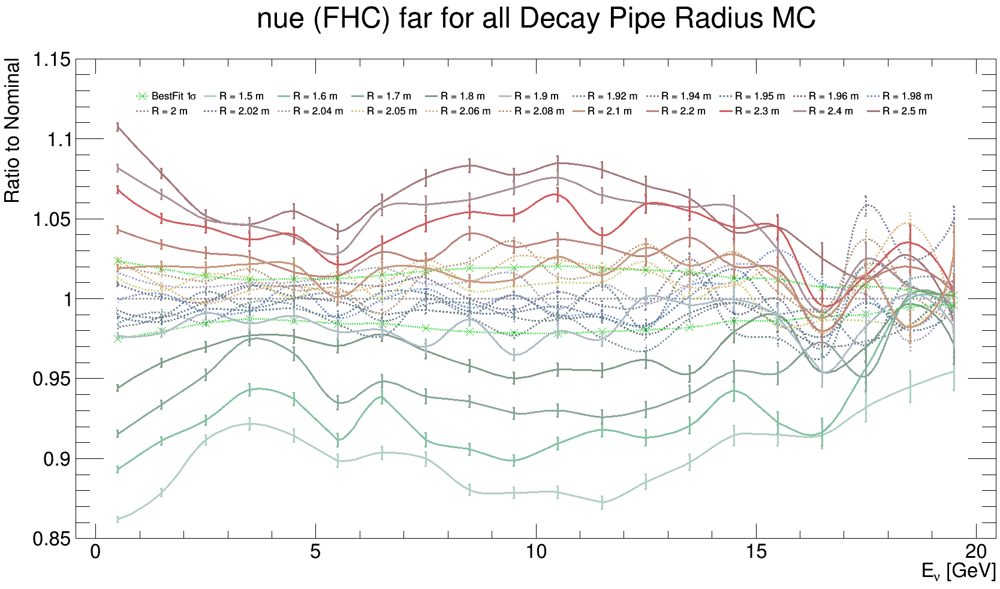 nue (FHC) far for all Decay Pipe Radius MC
Ratio to Nominal
1.15
1.1
1.05
1
0.95
0.9
0.85
BestFit 1σ R = 1.5 m R = 1.6 m R = 1.7 m R = 1.8 m R = 1.9 m R = 1.92 m R = 1.94 m R = 1.95 m R = 1.96 m R = 1.98 m
R = 2 m R = 2.02 m R = 2.04 m R = 2.05 m R = 2.06 m R = 2.08 m R = 2.1 m R = 2.2 m R = 2.3 m R = 2.4 m R = 2.5 m
0 5 10 15 20
Eν [GeV]